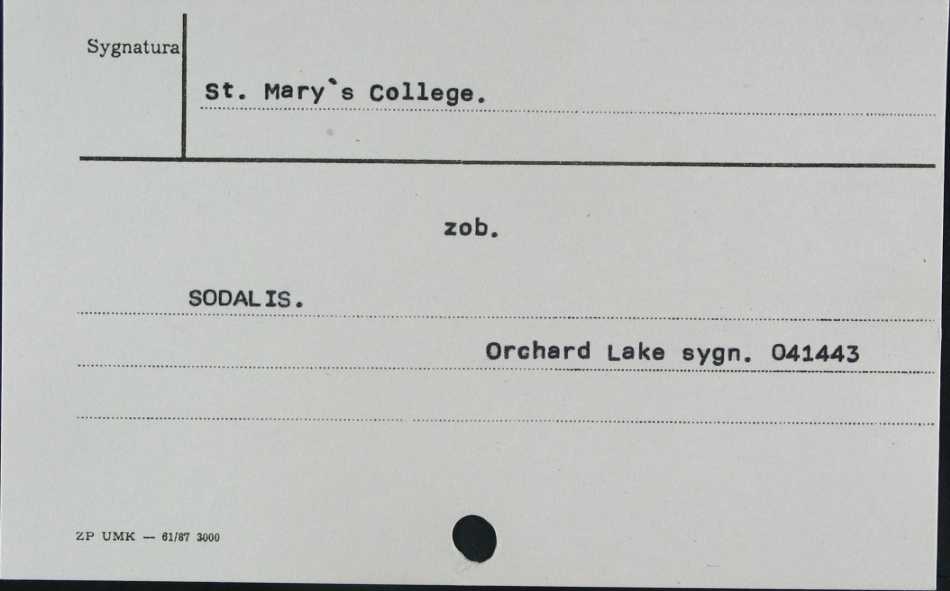 Sygnatura
St. Mary`s College.
zob.
SODALIS.
Orchard Lake sygn. 041443
ZP UMK — 61/87 3000